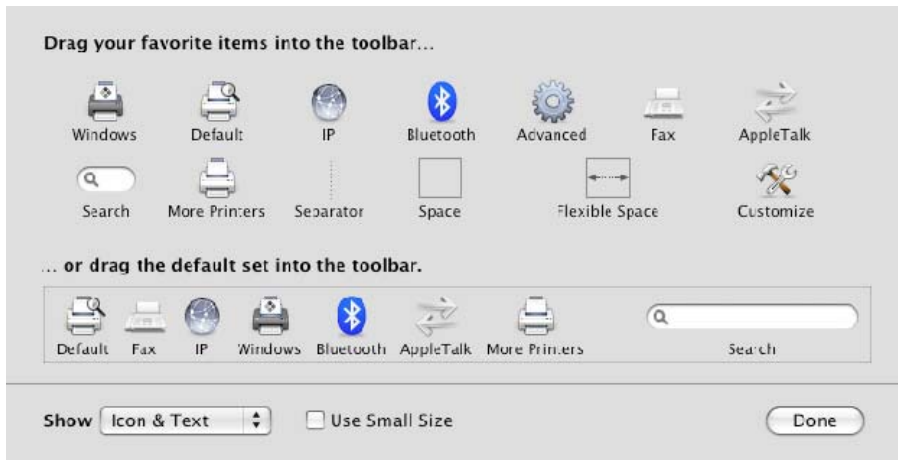 Drag your favorite items into the toolbar...
Windows Default IP Bluetooth Advanced Fax AppleTalk
Search More Printers Separator Space Flexible Space Customize
... or drag the default set into the toolbar.
Default Fax IP Windows Bluetooth AppleTalk More Printers Search
Show Icon & Text Use Small Size Done